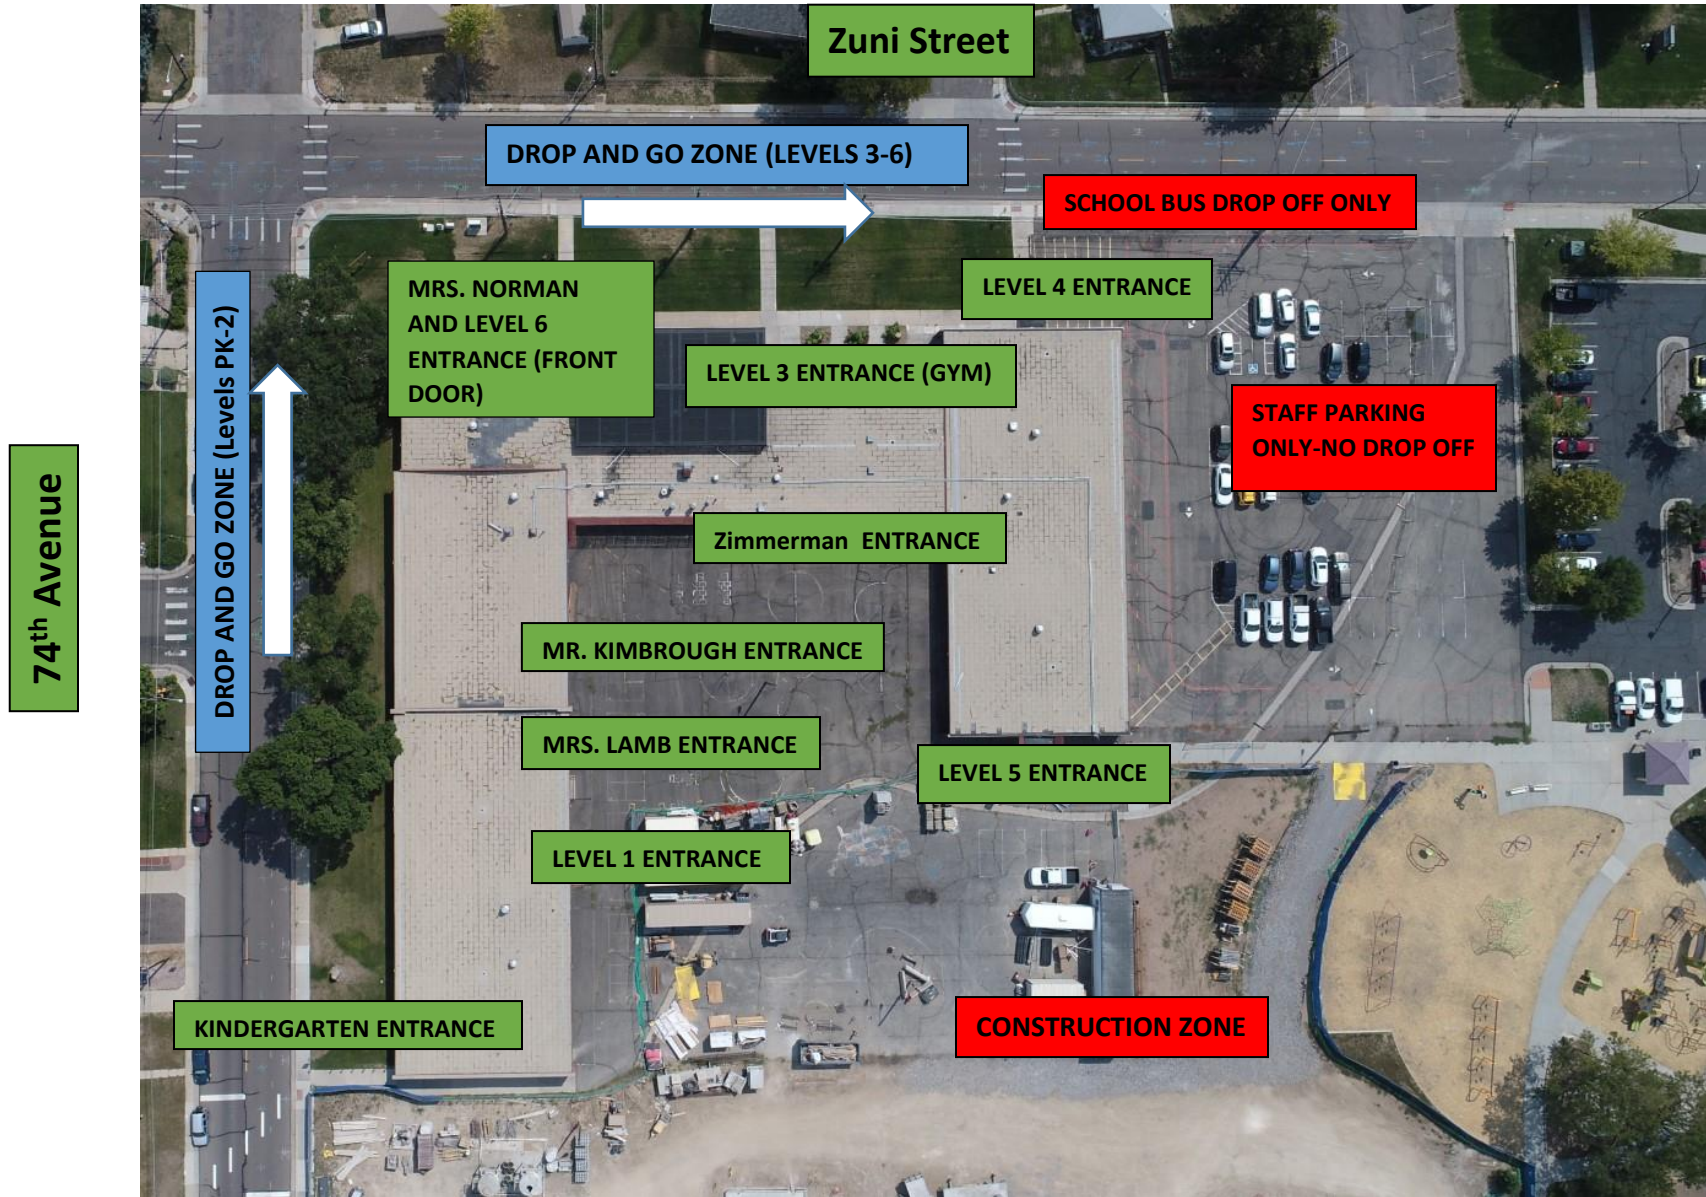 Zuni Street
DROP AND GO ZONE (LEVELS 3-6)
SCHOOL BUS DROP OFF ONLY
MRS. NORMAN
AND LEVEL 6
ENTRANCE (FRONT
DOOR)
LEVEL 4 ENTRANCE
LEVEL 3 ENTRANCE (GYM)
STAFF PARKING
ONLY-NO DROP OFF
74th Avenue
DROP AND GO ZONE (Levels PK-2)
Zimmerman ENTRANCE
MR. KIMBROUGH ENTRANCE
MRS. LAMB ENTRANCE
LEVEL 5 ENTRANCE
LEVEL 1 ENTRANCE
KINDERGARTEN ENTRANCE
CONSTRUCTION ZONE